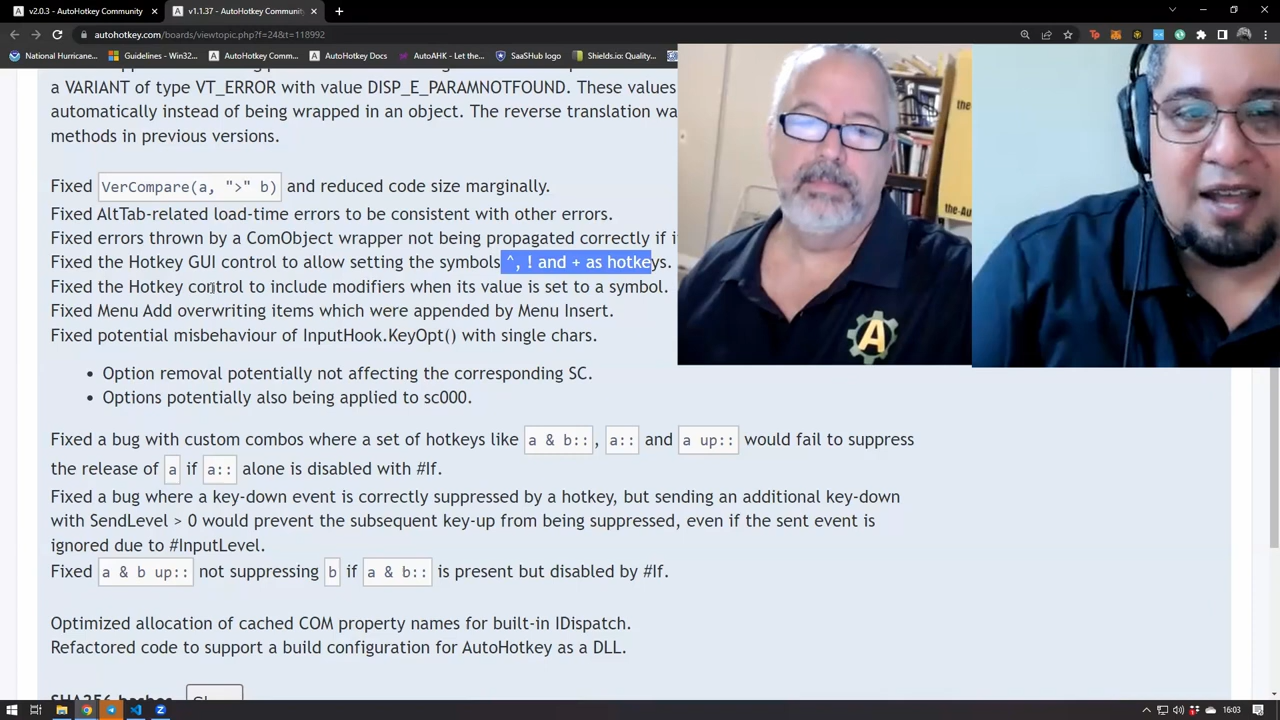 v2.0.3 - AutoHotkey Community
v1.1.37 - AutoHotkey Community
autohotkey.com/boards/viewtopic.php?f=24&t=118992
National Hurricane...
Guidelines - Win32...
AutoHotkey Comm...
AutoHotkey Docs
AutoAHK - Let the...
SaaSHub logo
Shields.io: Quality...
a VARIANT of type VT_ERROR with value DISP_E_PARAMNOTFOUND. These values
automatically instead of being wrapped in an object. The reverse translation wa
methods in previous versions.
Fixed VerCompare(a, ">" b) and reduced code size marginally.
Fixed AltTab-related load-time errors to be consistent with other errors.
Fixed errors thrown by a ComObject wrapper not being propagated correctly if i
Fixed the Hotkey GUI control to allow setting the symbols ^, ! and + as hotkeys.
Fixed the Hotkey control to include modifiers when its value is set to a symbol.
Fixed Menu Add overwriting items which were appended by Menu Insert.
Fixed potential misbehaviour of InputHook.KeyOpt() with single chars.
• Option removal potentially not affecting the corresponding SC.
• Options potentially also being applied to sc000.
Fixed a bug with custom combos where a set of hotkeys like a & b::, a:: and a up:: would fail to suppress
the release of a if a:: alone is disabled with #If.
Fixed a bug where a key-down event is correctly suppressed by a hotkey, but sending an additional key-down
with SendLevel > 0 would prevent the subsequent key-up from being suppressed, even if the sent event is
ignored due to #InputLevel.
Fixed a & b up:: not suppressing b if a & b:: is present but disabled by #If.
Optimized allocation of cached COM property names for built-in IDispatch.
Refactored code to support a build configuration for AutoHotkey as a DLL.
SHA256 hashes
the-Au
A
16:03